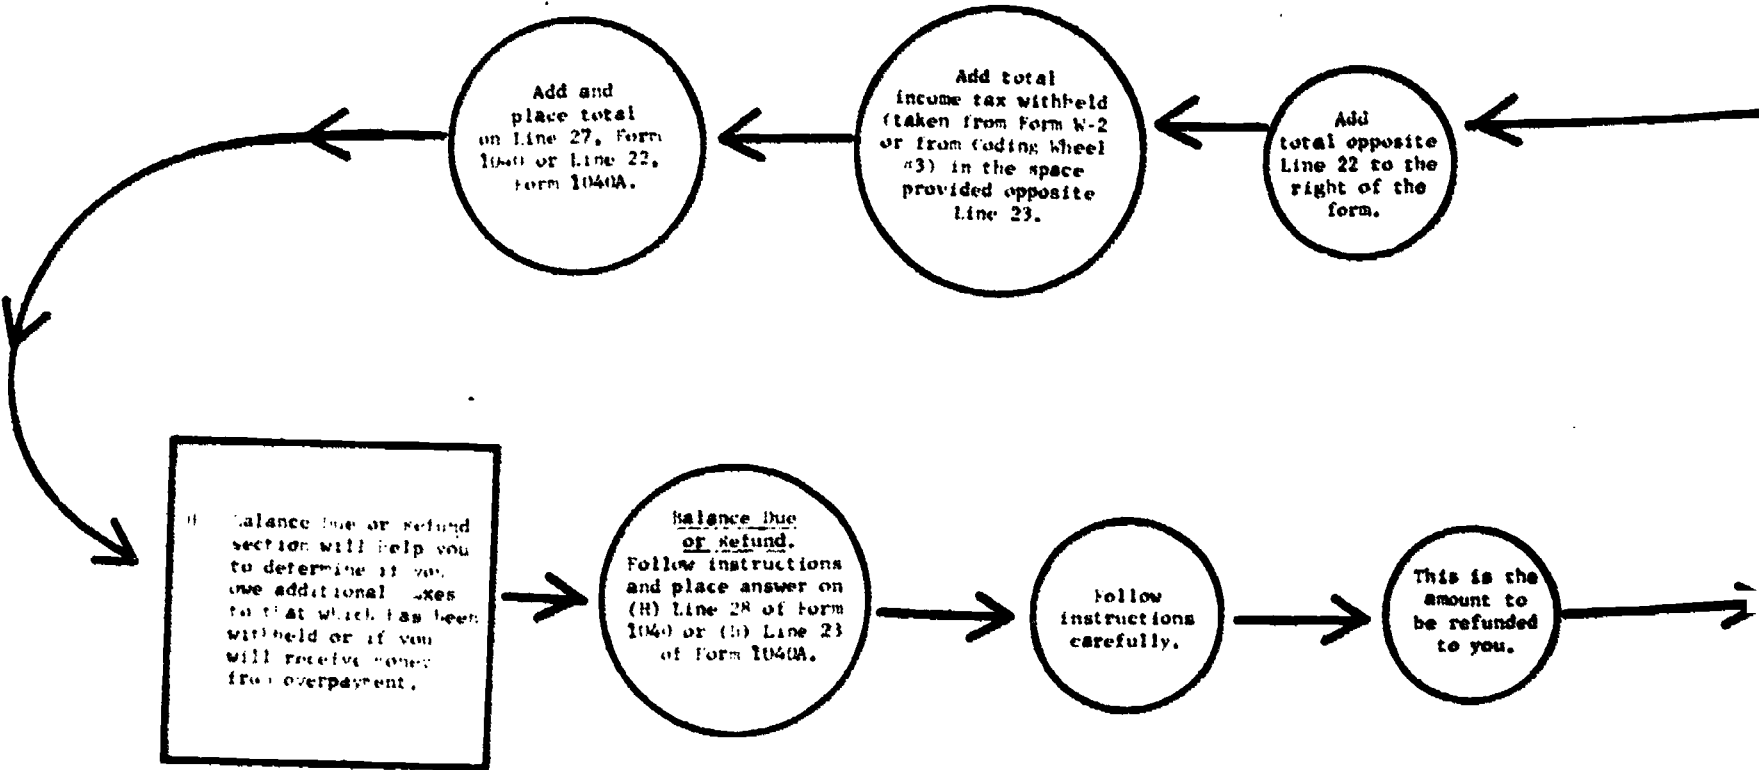 Add and
place total
on Line 27, Form
1040 or Line 22,
Form 1040A.
Add total
income tax withheld
(taken from Form W-2
or from Coding Wheel
#3) in the space
provided opposite
Line 23.
Add
total opposite
Line 22 to the
right of the
form.
Balance Due or Refund
section will help you
to determine if you
owe additional
to that which has been
withheld or if you
will receive money
from overpayment.
Balance Due
or Refund.
Follow instructions
and place answer on
(H) Line 28 of Form
1040 or Line 23
of Form 1040A.
Follow
instructions
carefully.
This is the
amount to
be refunded
to you.